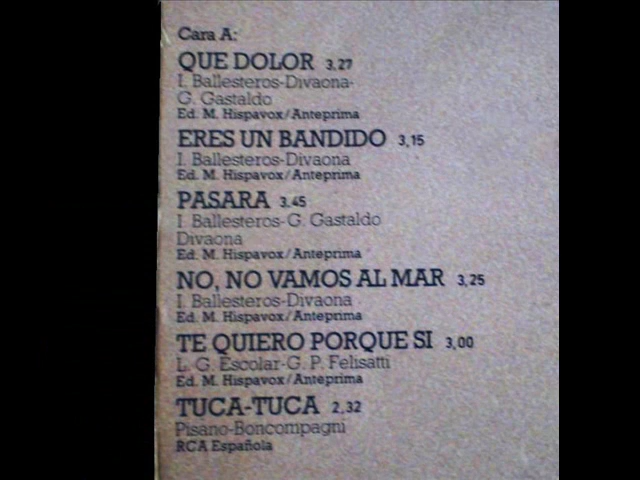 Cara A:
QUE DOLOR 3,27
I. Ballesteros-Divaona-
G. Gastaldo
Ed. M. Hispavox/Anteprima
ERES UN BANDIDO 3,15
I. Ballesteros-Divaona
Ed. M. Hispavox/Anteprima
PASARA 3,45
I. Ballesteros-G. Gastaldo
Divaona
Ed. M. Hispavox/Anteprima
NO, NO VAMOS AL MAR 3,25
I. Ballesteros-Divaona
Ed. M. Hispavox/Anteprima
TE QUIERO PORQUE SI 3,00
L. G. Escolar-G. P. Felisatti
Ed. M. Hispavox/Anteprima
TUCA-TUCA 2,32
Pisano-Boncompagni
RCA Española